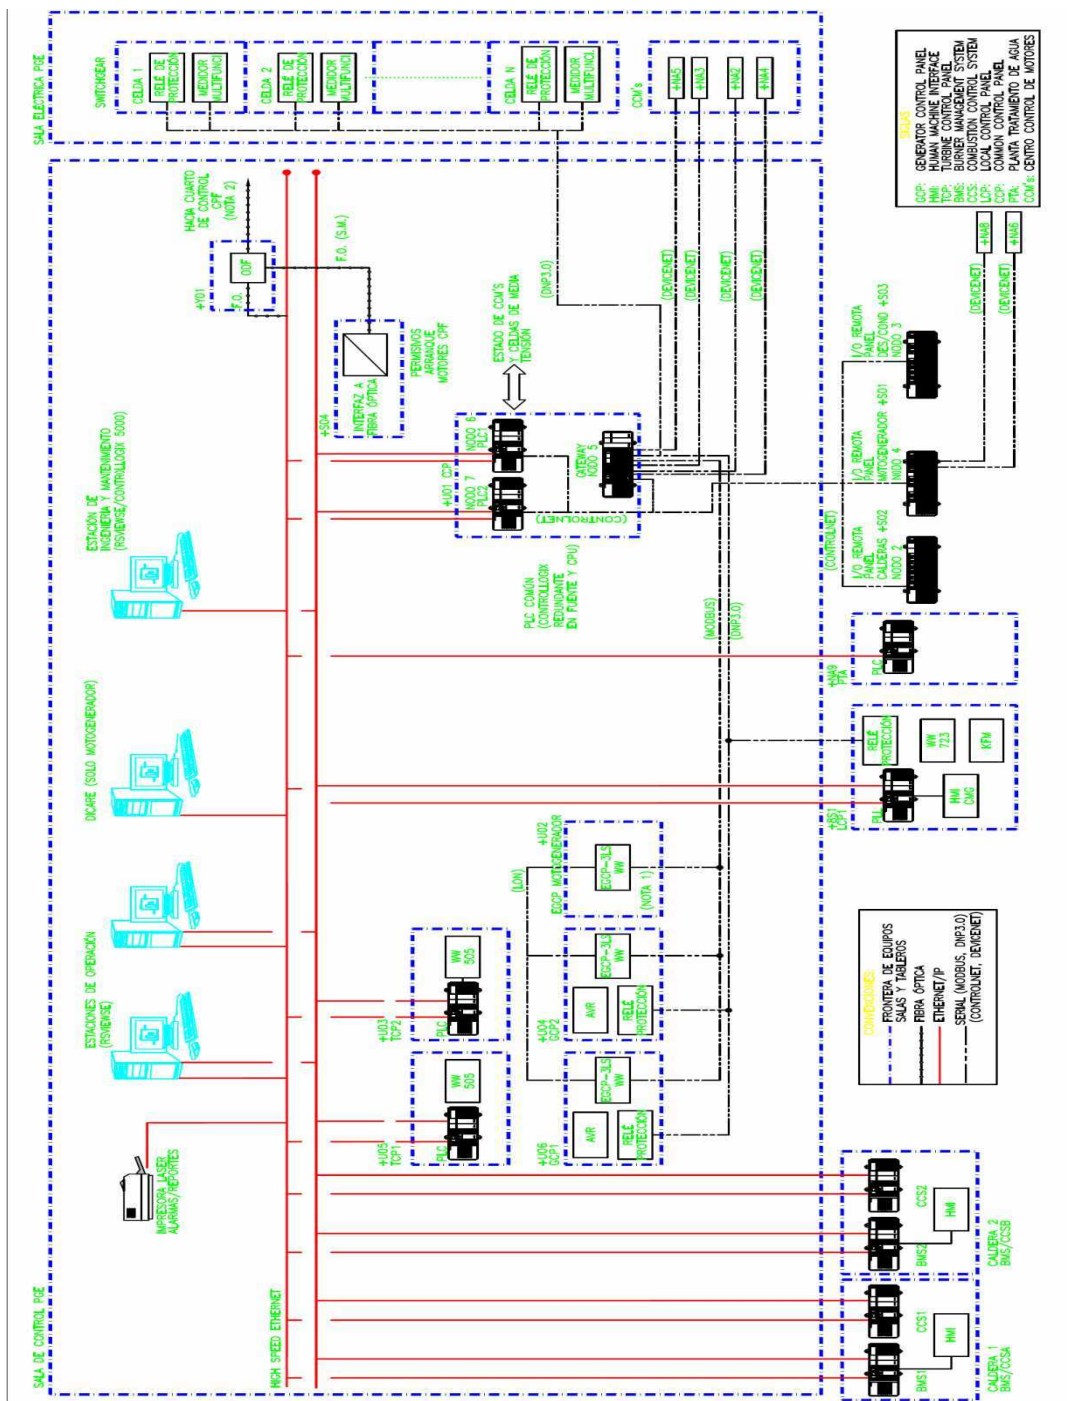 SALA DE CONTROL PGE
SALA ELÉCTRICA PGE
SWITCHGEAR
CELDA 1
RELÉ DE
PROTECCIÓN
MEDIDOR
MULTIFUNCI.
CELDA 2
RELÉ DE
PROTECCIÓN
MEDIDOR
MULTIFUNCI.
CELDA N
RELÉ DE
PROTECCIÓN
MEDIDOR
MULTIFUNCI.
CCM's
+NA5
+NA3
+NA2
+NA4
IMPRESORA LASER
ALARMAS/REPORTES
ESTACIONES DE OPERACIÓN
(RSVIEWSE)
DICARE (SOLO MOTOGENERADOR)
ESTACIÓN DE
INGENIERIA Y MANTENIMIENTO
(RSVIEWSE/CONTROLLOGIX 5000)
HACIA CUARTO
DE CONTROL
CPF
(NOTA 2)
+Y01
ODF
F.O.
F.O. (S.M.)
HIGH SPEED ETHERNET
+S04
INTERFAZ A
FIBRA ÓPTICA
PERMISIVOS
ARRANQUE
MOTORES CPF
+U05
TCP1
PLC
WW
505
+U03
TCP2
PLC
WW
505
+U01 CCP
NODO 7
PLC2
NODO 6
PLC1
ESTADO DE CCM'S
Y CELDAS DE MEDIA
TENSIÓN
GATEWAY
NODO 5
(CONTROLNET)
PLC COMÚN
(CONTROLLOGIX
REDUNDANTE
EN FUENTE Y CPU)
(DNP3.0)
(DEVICENET)
(DEVICENET)
(DEVICENET)
(DEVICENET)
+U06
GCP1
AVR
RELÉ
PROTECCIÓN
EGCP-3LS
WW
+U04
GCP2
AVR
RELÉ
PROTECCIÓN
EGCP-3LS
WW
(LON)
EGCP MOTOGENERADOR
+U02
EGCP-3LS
WW
(NOTA 1)
(MODBUS)
(DNP3.0)
BMS1
CCS1
HMI
CALDERA 1
BMS/CCSA
BMS2
CCS2
HMI
CALDERA 2
BMS/CCSB
+BS1
LCP1
HMI
OMG
RELÉ
PROTECCIÓN
WW
723
KFM
+NA9
PTA
PLC
(CONTROLNET)
I/O REMOTA
PANEL
CALDERAS +S02
NODO 2
I/O REMOTA
PANEL
MOTOGENERADOR +S01
NODO 4
I/O REMOTA
PANEL
DES/COND +S03
NODO 3
(DEVICENET)
(DEVICENET)
+NA8
+NA6
CONVENCIONES:
FRONTERA DE EQUIPOS
SALAS Y TABLEROS
FIBRA ÓPTICA
ETHERNET/IP
SERIAL (MODBUS, DNP3.0)
(CONTROLNET, DEVICENET)
SIGLAS
GCP: GENERATOR CONTROL PANEL
HMI: HUMAN MACHINE INTERFACE
TCP: TURBINE CONTROL PANEL
BMS: BURNER MANAGEMENT SYSTEM
CCS: COMBUSTION CONTROL SYSTEM
LCP: LOCAL CONTROL PANEL
CCP: COMMON CONTROL PANEL
PTA: PLANTA TRATAMIENTO DE AGUA
CCM's: CENTRO CONTROL DE MOTORES